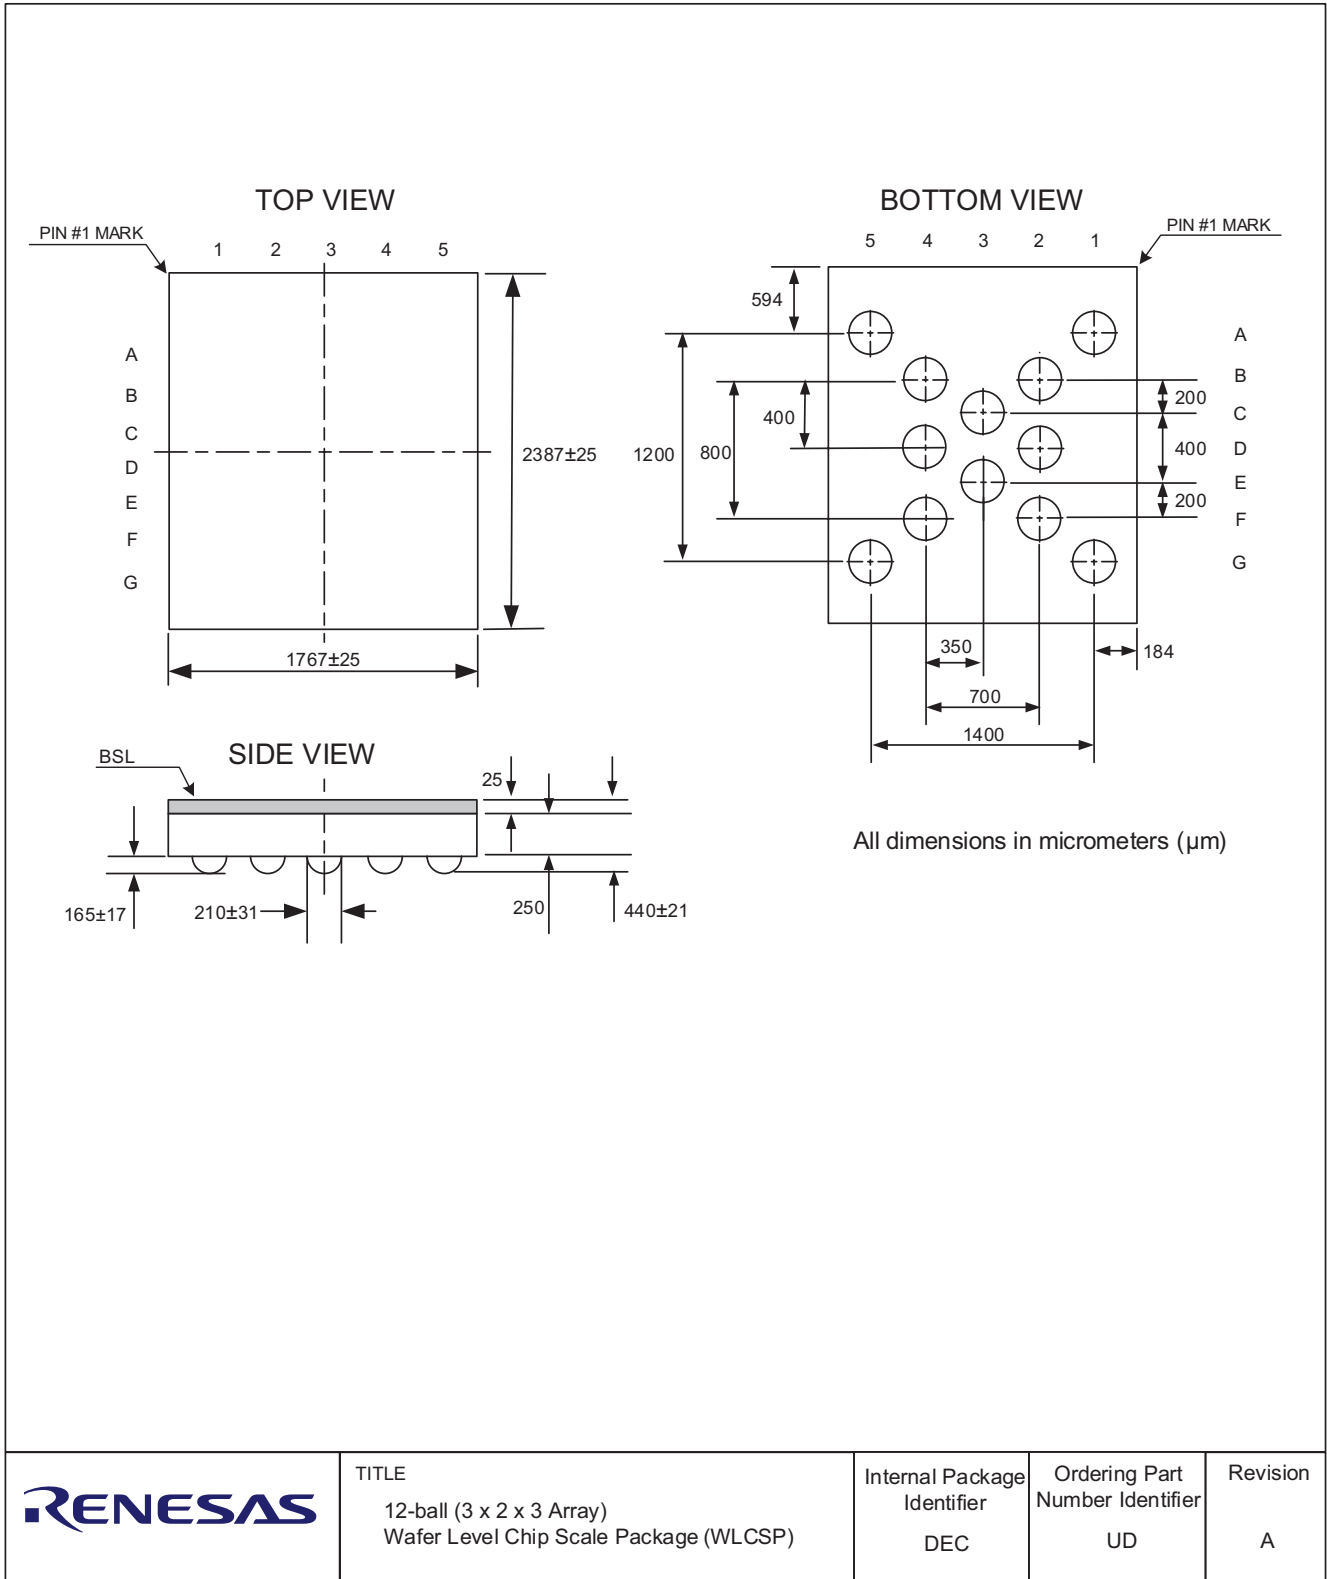 TOP VIEW
PIN #1 MARK
1 2 3 4 5
A
B
C
D
E
F
G
2387±25
1767±25
BOTTOM VIEW
PIN #1 MARK
5 4 3 2 1
594
1200
800
400
A
B
C
D
E
F
G
200
400
200
350
184
700
1400
SIDE VIEW
BSL
25
165±17
210±31
250
440±21
All dimensions in micrometers (µm)
RENESAS
TITLE
12-ball (3 x 2 x 3 Array)
Wafer Level Chip Scale Package (WLCSP)
Internal Package
Identifier
DEC
Ordering Part
Number Identifier
UD
Revision
A